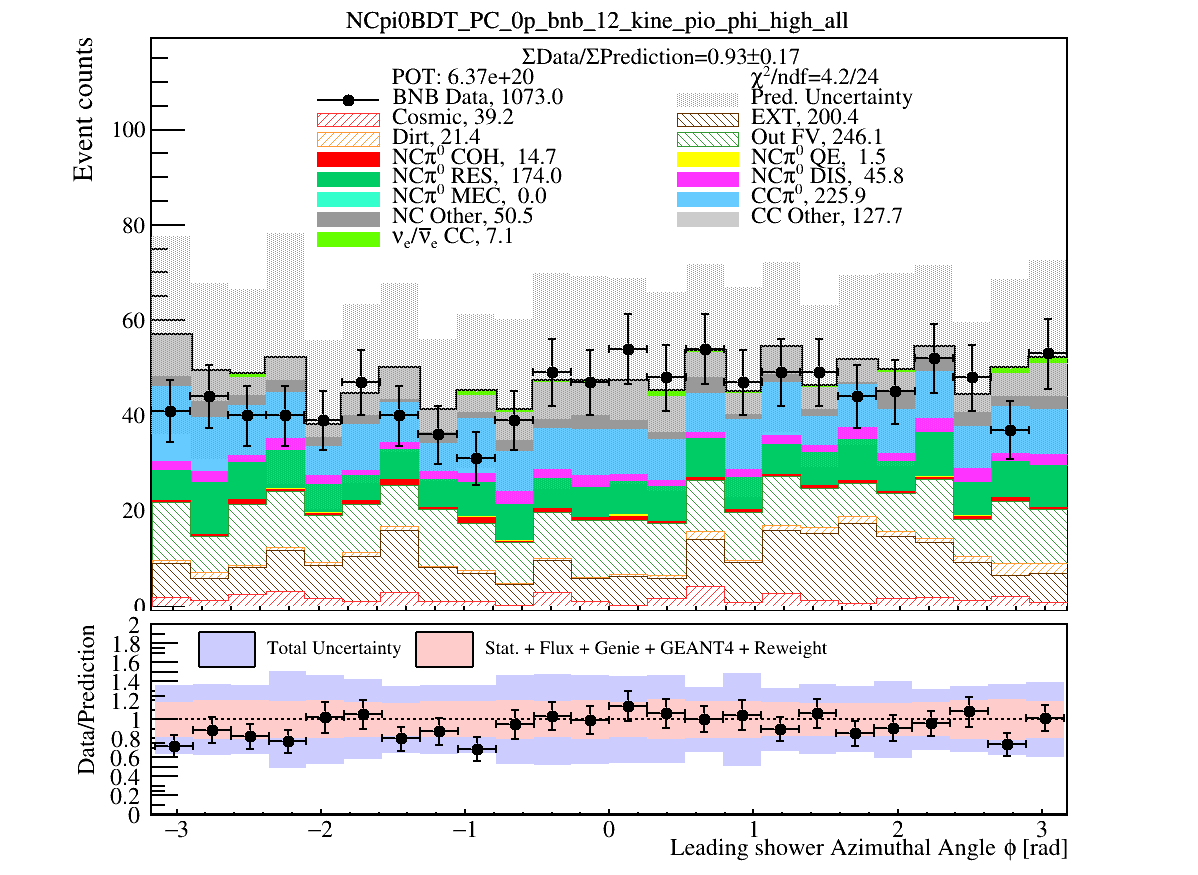 NCpi0BDT_PC_0p_bnb_12_kine_pio_phi_high_all
ΣData/ΣPrediction=0.93±0.17
POT: 6.37e+20
χ²/ndf=4.2/24
BNB Data, 1073.0
Pred. Uncertainty
Cosmic, 39.2
EXT, 200.4
Dirt, 21.4
Out FV, 246.1
NCπ⁰ COH, 14.7
NCπ⁰ QE, 1.5
NCπ⁰ RES, 174.0
NCπ⁰ DIS, 45.8
NCπ⁰ MEC, 0.0
CCπ⁰, 225.9
NC Other, 50.5
CC Other, 127.7
νₑ/ν̅ₑ CC, 7.1
Event counts
100
80
60
40
20
0
Total Uncertainty
Stat. + Flux + Genie + GEANT4 + Reweight
Data/Prediction
2
1.8
1.6
1.4
1.2
1
0.8
0.6
0.4
0.2
0
−3 −2 −1 0 1 2 3
Leading shower Azimuthal Angle ϕ [rad]